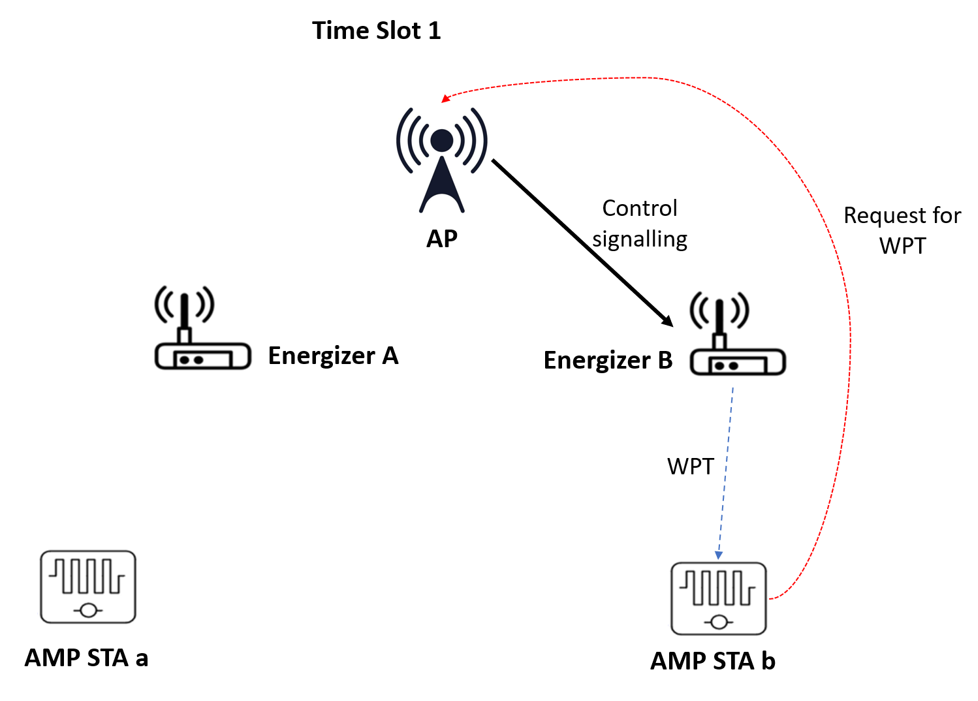 Time Slot 1
AP
Control
signalling
Request for
WPT
Energizer A
Energizer B
WPT
AMP STA a
AMP STA b